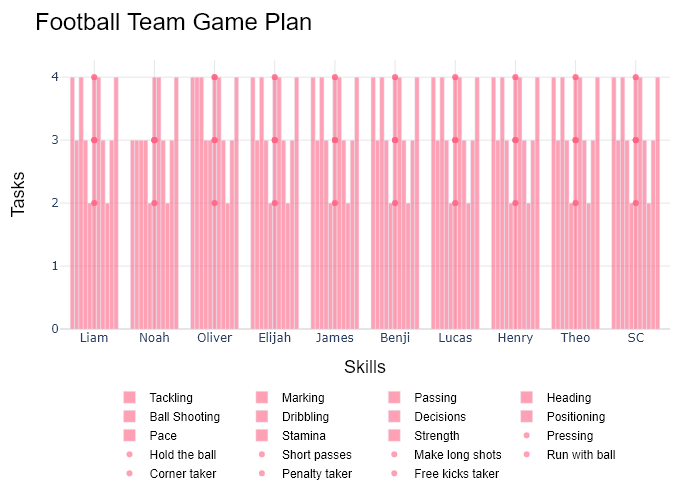 Football Team Game Plan
4
3
2
1
0
Tasks
Liam Noah Oliver Elijah James Benji Lucas Henry Theo SC
Skills
Tackling Marking Passing Heading
Ball Shooting Dribbling Decisions Positioning
Pace Stamina Strength Pressing
Hold the ball Short passes Make long shots Run with ball
Corner taker Penalty taker Free kicks taker